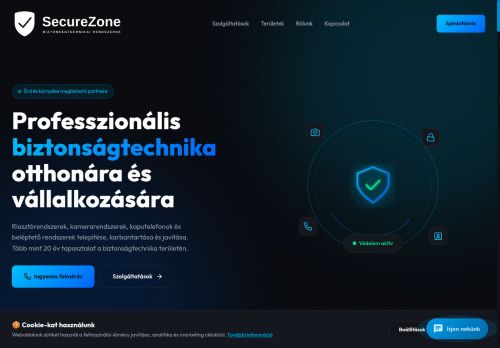 SecureZone
BIZTONSÁGTECHNIKAI RENDSZEREK
Szolgáltatások
Területek
Rólunk
Kapcsolat
Ajánlatkérés
Érd és környéke megbízható partnere
Professzionális
biztonságtechnika
otthonára és
vállalkozására
Riasztórendszerek, kamerarendszerek, kaputelefonok és
beléptető rendszerek telepítése, karbantartása és javítása.
Több mint 20 év tapasztalat a biztonságtechnika területén.
Ingyenes felmérés
Szolgáltatások →
Védelem aktív
🍪 Cookie-kat használunk
Weboldalunk sütiket használ a felhasználói élmény javítása, analitika és marketing célokból. További információ
Beállítások
Írjon nekünk